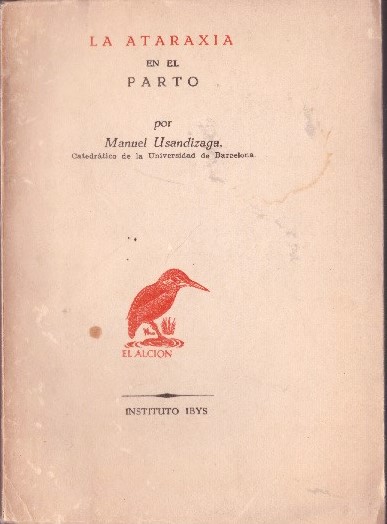 LA ATARAXIA
EN EL
PARTO
por
Manuel Usandizaga.
Catedrático de la Universidad de Barcelona.
EL ALCION
INSTITUTO IBYS